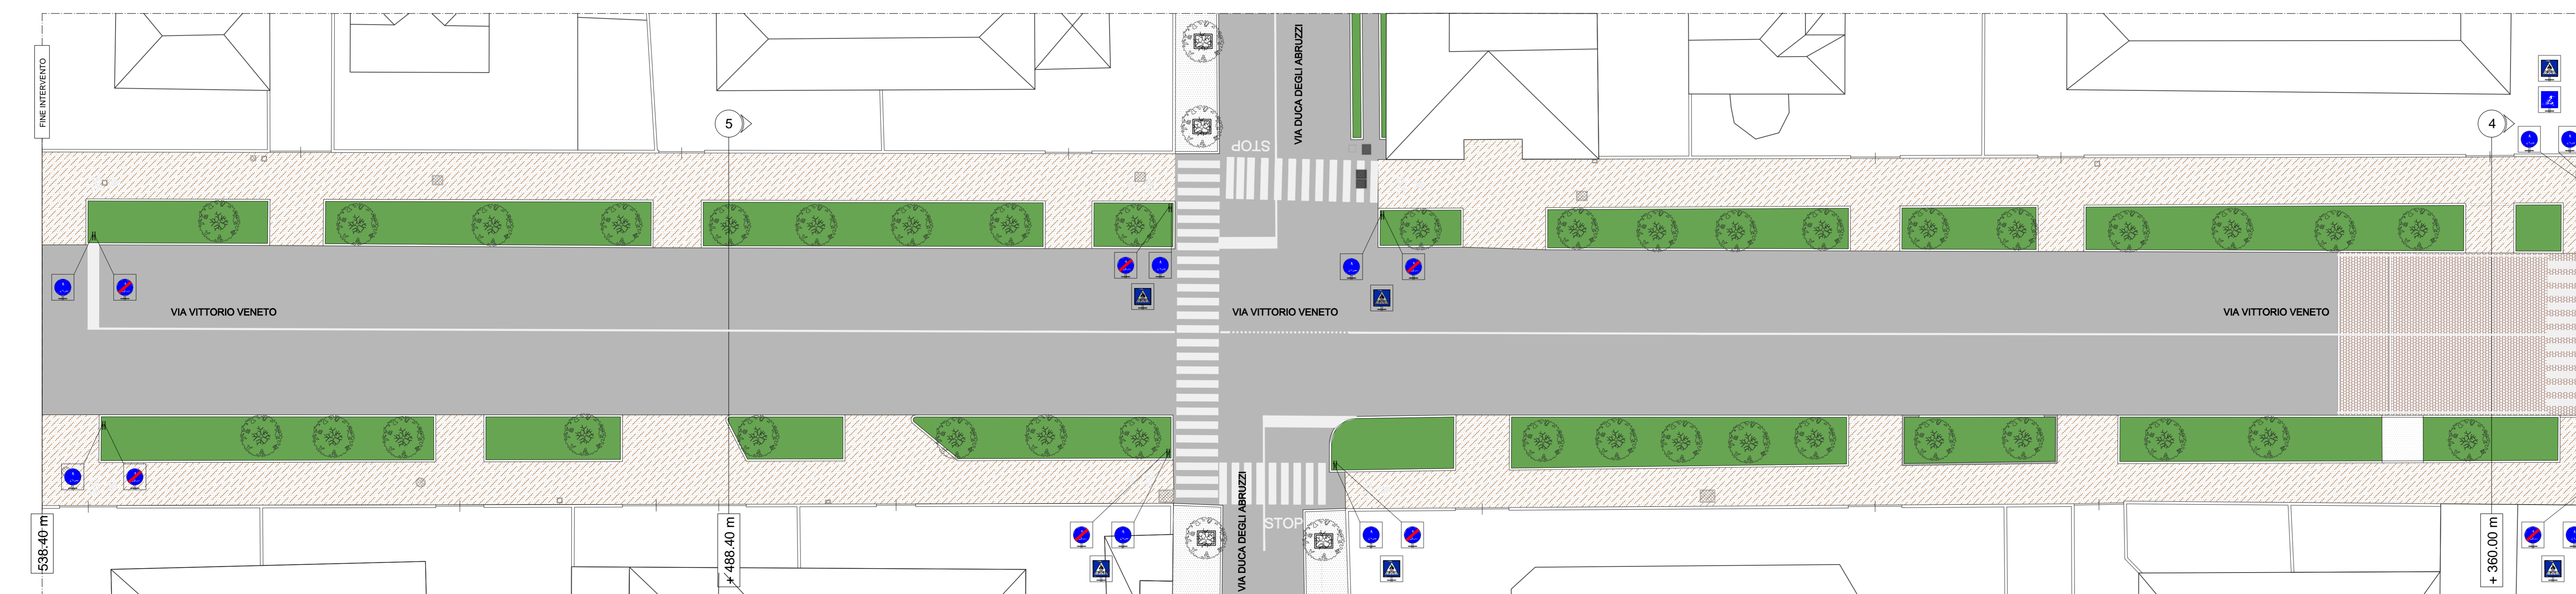 FINE INTERVENTO
5
VIA DUCA DEGLI ABRUZZI
4
STOP
VIA VITTORIO VENETO
VIA VITTORIO VENETO
VIA VITTORIO VENETO
STOP
VIA DUCA DEGLI ABRUZZI
538.40 m
+ 488.40 m
+ 360.00 m